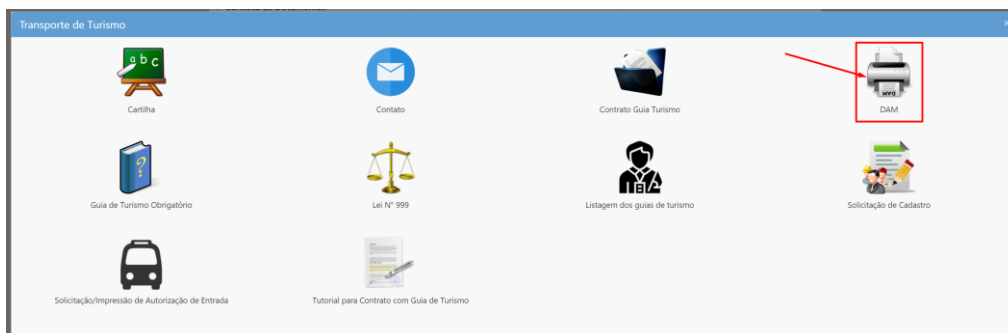 Transporte de Turismo
a b c
Cartilha
Contato
Contrato Guia Turismo
DAM
DAM
Guia de Turismo Obrigatório
Lei N° 999
Listagem dos guias de turismo
Solicitação de Cadastro
Solicitação/Impressão de Autorização de Entrada
Tutorial para Contrato com Guia de Turismo